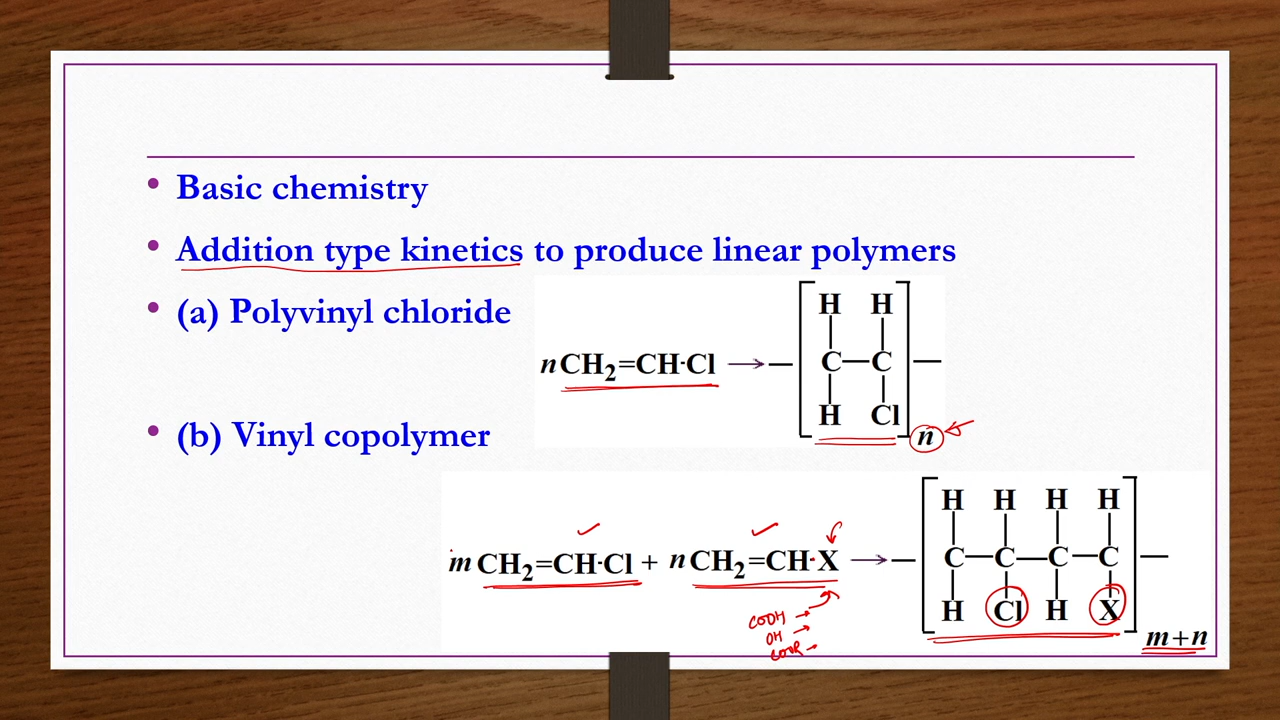 • Basic chemistry
• Addition type kinetics to produce linear polymers
• (a) Polyvinyl chloride
H H
nCH₂=CH·Cl → — C—C —
H Cl
n
• (b) Vinyl copolymer
H H H H
mCH₂=CH·Cl + nCH₂=CH·X → — C—C—C—C —
H Cl H X
m+n
COOH →
OH →
COOR →